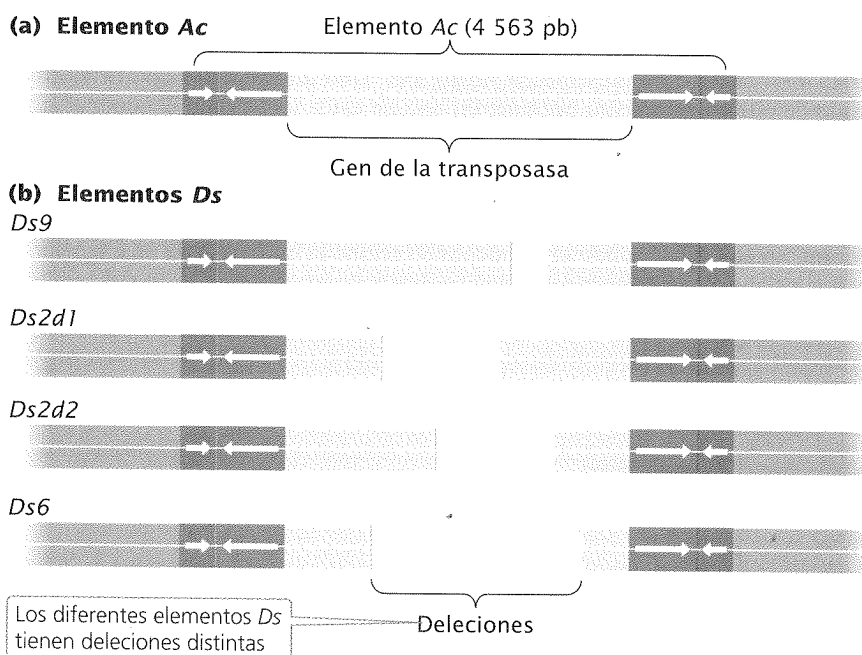 (a) Elemento Ac
Elemento Ac (4 563 pb)
Gen de la transposasa
(b) Elementos Ds
Ds9
Ds2d1
Ds2d2
Ds6
Los diferentes elementos Ds
tienen deleciones distintas
Deleciones